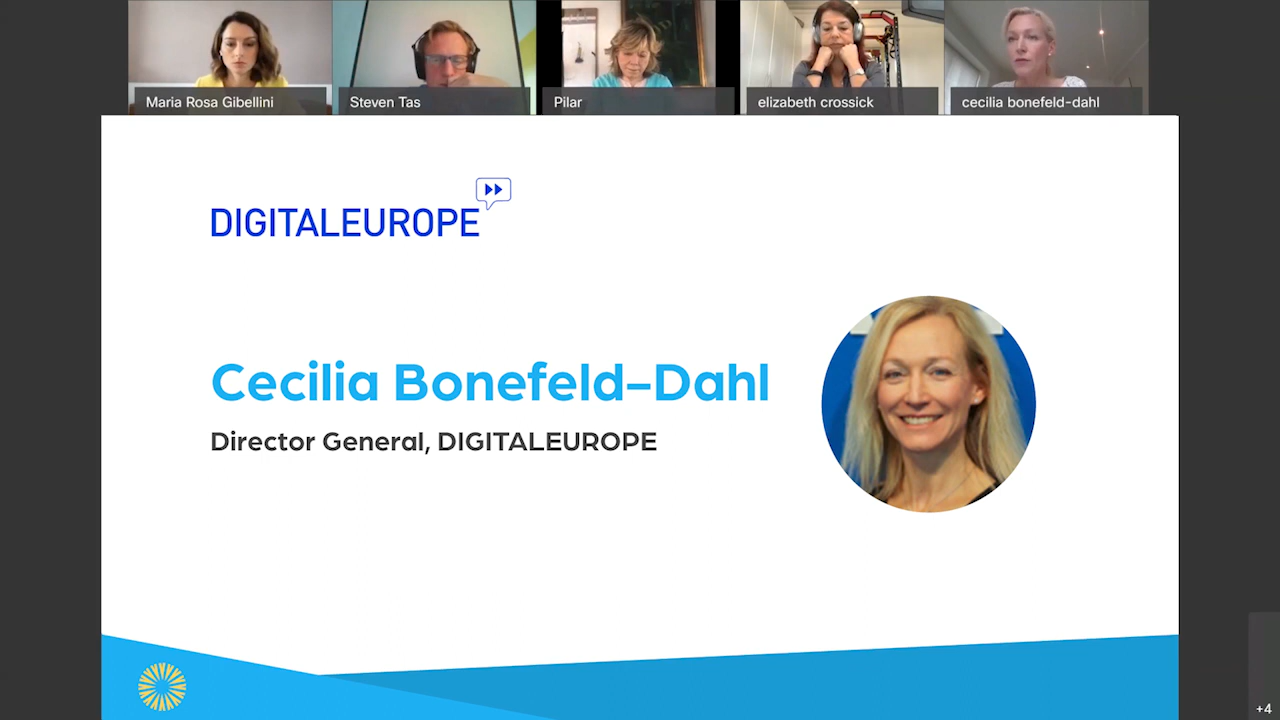 Maria Rosa Gibellini
Steven Tas
Pilar
elizabeth crossick
cecilia bonefeld-dahl
DIGITALEUROPE
Cecilia Bonefeld-Dahl
Director General, DIGITALEUROPE
+4